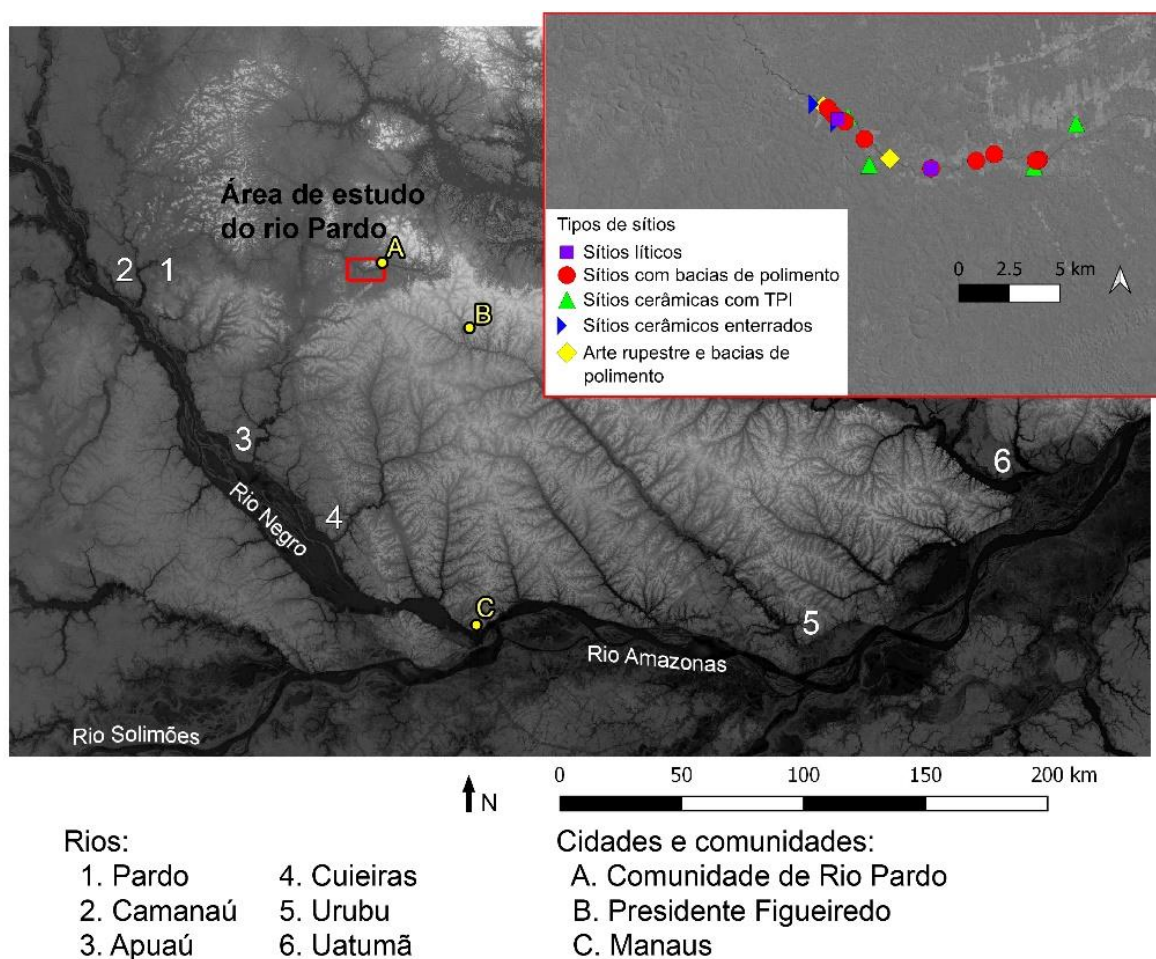 Área de estudo
do rio Pardo
A
B
C
2
1
3
4
5
6
Rio Negro
Rio Solimões
Rio Amazonas
Tipos de sítios
Sítios líticos
Sítios com bacias de polimento
Sítios cerâmicas com TPI
Sítios cerâmicos enterrados
Arte rupestre e bacias de
polimento
0 2.5 5 km
0 50 100 150 200 km
N
Rios:
1. Pardo
2. Camanaú
3. Apuaú
4. Cuieiras
5. Urubu
6. Uatumã
Cidades e comunidades:
A. Comunidade de Rio Pardo
B. Presidente Figueiredo
C. Manaus